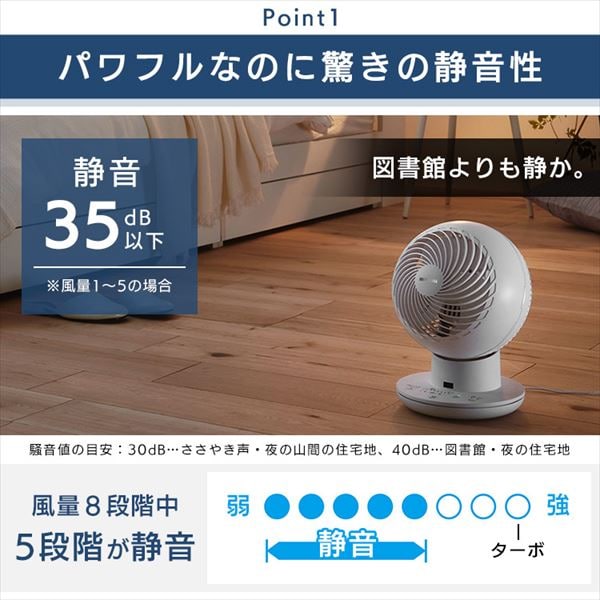 Point1
パワフルなのに驚きの静音性
図書館よりも静か。
静音
35dB以下
※風量1〜5の場合
騒音値の目安：30dB…ささやき声・夜の山間の住宅地、40dB…図書館・夜の住宅地
風量８段階中
5段階が静音
弱 強
静音
ターボ